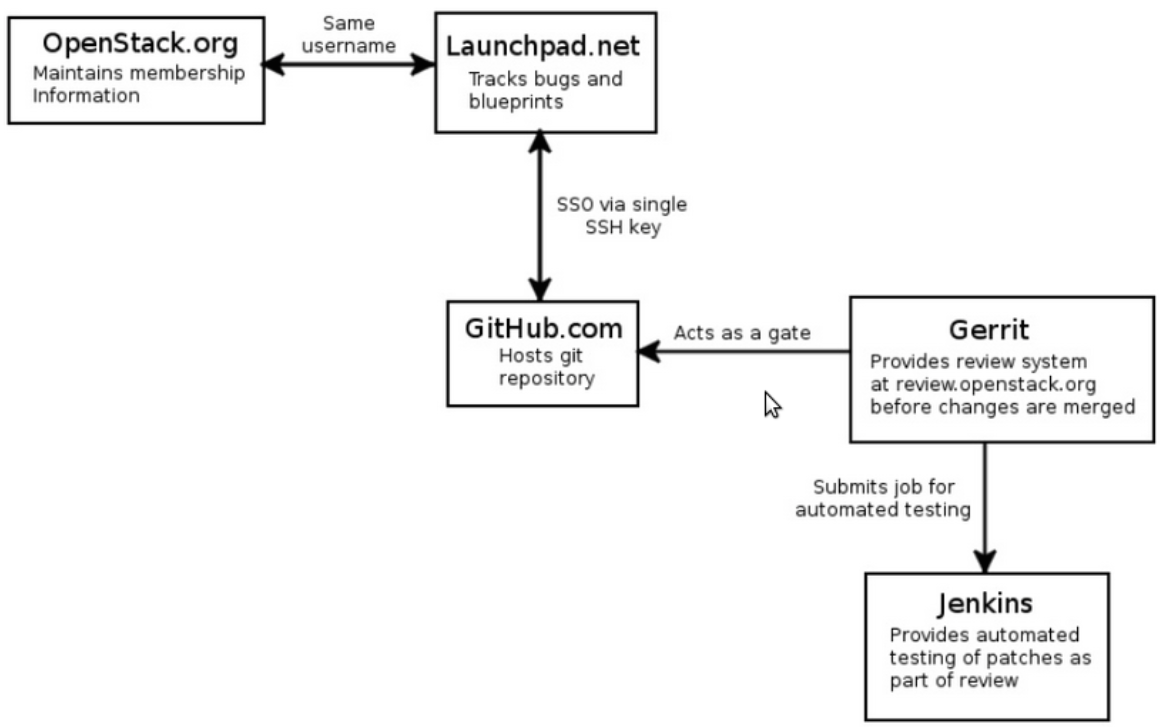 OpenStack.org
Maintains membership
Information
Same
username
Launchpad.net
Tracks bugs and
blueprints
SSO via single
SSH key
GitHub.com
Hosts git
repository
Acts as a gate
Gerrit
Provides review system
at review.openstack.org
before changes are merged
Submits job for
automated testing
Jenkins
Provides automated
testing of patches as
part of review